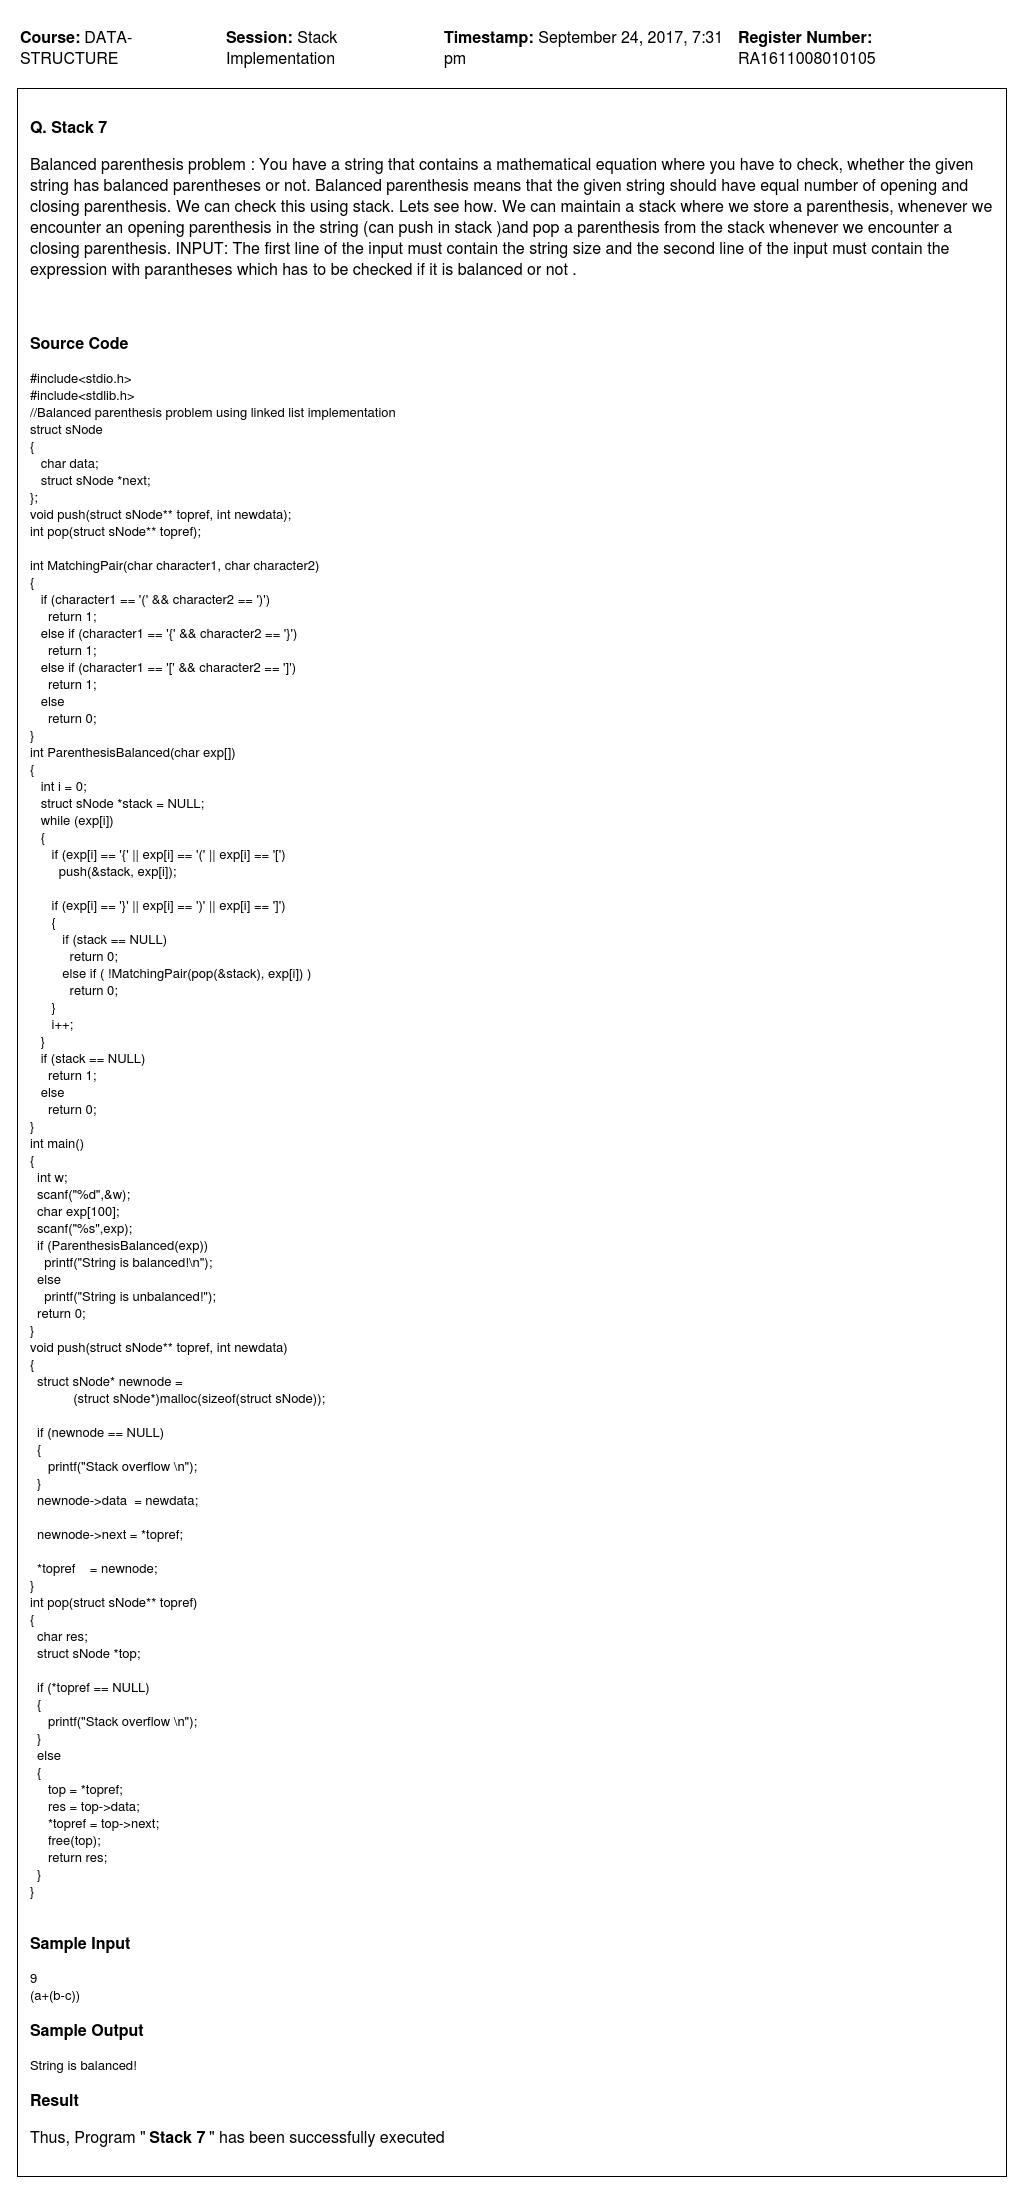 Course: DATA-STRUCTURE
Session: Stack Implementation
Timestamp: September 24, 2017, 7:31 pm
Register Number: RA1611008010105
Q. Stack 7
Balanced parenthesis problem : You have a string that contains a mathematical equation where you have to check, whether the given
string has balanced parentheses or not. Balanced parenthesis means that the given string should have equal number of opening and
closing parenthesis. We can check this using stack. Lets see how. We can maintain a stack where we store a parenthesis, whenever we
encounter an opening parenthesis in the string (can push in stack )and pop a parenthesis from the stack whenever we encounter a
closing parenthesis. INPUT: The first line of the input must contain the string size and the second line of the input must contain the
expression with parantheses which has to be checked if it is balanced or not .
Source Code
#include<stdio.h>
#include<stdlib.h>
//Balanced parenthesis problem using linked list implementation
struct sNode
{
   char data;
   struct sNode *next;
};
void push(struct sNode** topref, int newdata);
int pop(struct sNode** topref);

int MatchingPair(char character1, char character2)
{
   if (character1 == '(' && character2 == ')')
     return 1;
   else if (character1 == '{' && character2 == '}')
     return 1;
   else if (character1 == '[' && character2 == ']')
     return 1;
   else
     return 0;
}
int ParenthesisBalanced(char exp[])
{
   int i = 0;
   struct sNode *stack = NULL;
   while (exp[i])
   {
      if (exp[i] == '{' || exp[i] == '(' || exp[i] == '[')
        push(&stack, exp[i]);

      if (exp[i] == '}' || exp[i] == ')' || exp[i] == ']')
      {
         if (stack == NULL)
           return 0;
         else if ( !MatchingPair(pop(&stack), exp[i]) )
           return 0;
      }
      i++;
   }
   if (stack == NULL)
     return 1;
   else
     return 0;
}
int main()
{
  int w;
  scanf("%d",&w);
  char exp[100];
  scanf("%s",exp);
  if (ParenthesisBalanced(exp))
    printf("String is balanced!\n");
  else
    printf("String is unbalanced!");
  return 0;
}
void push(struct sNode** topref, int newdata)
{
  struct sNode* newnode =
            (struct sNode*)malloc(sizeof(struct sNode));

  if (newnode == NULL)
  {
     printf("Stack overflow \n");
  }
  newnode->data  = newdata;

  newnode->next = *topref;

  *topref    = newnode;
}
int pop(struct sNode** topref)
{
  char res;
  struct sNode *top;

  if (*topref == NULL)
  {
     printf("Stack overflow \n");
  }
  else
  {
     top = *topref;
     res = top->data;
     *topref = top->next;
     free(top);
     return res;
  }
}
Sample Input
9
(a+(b-c))
Sample Output
String is balanced!
Result
Thus, Program " Stack 7 " has been successfully executed